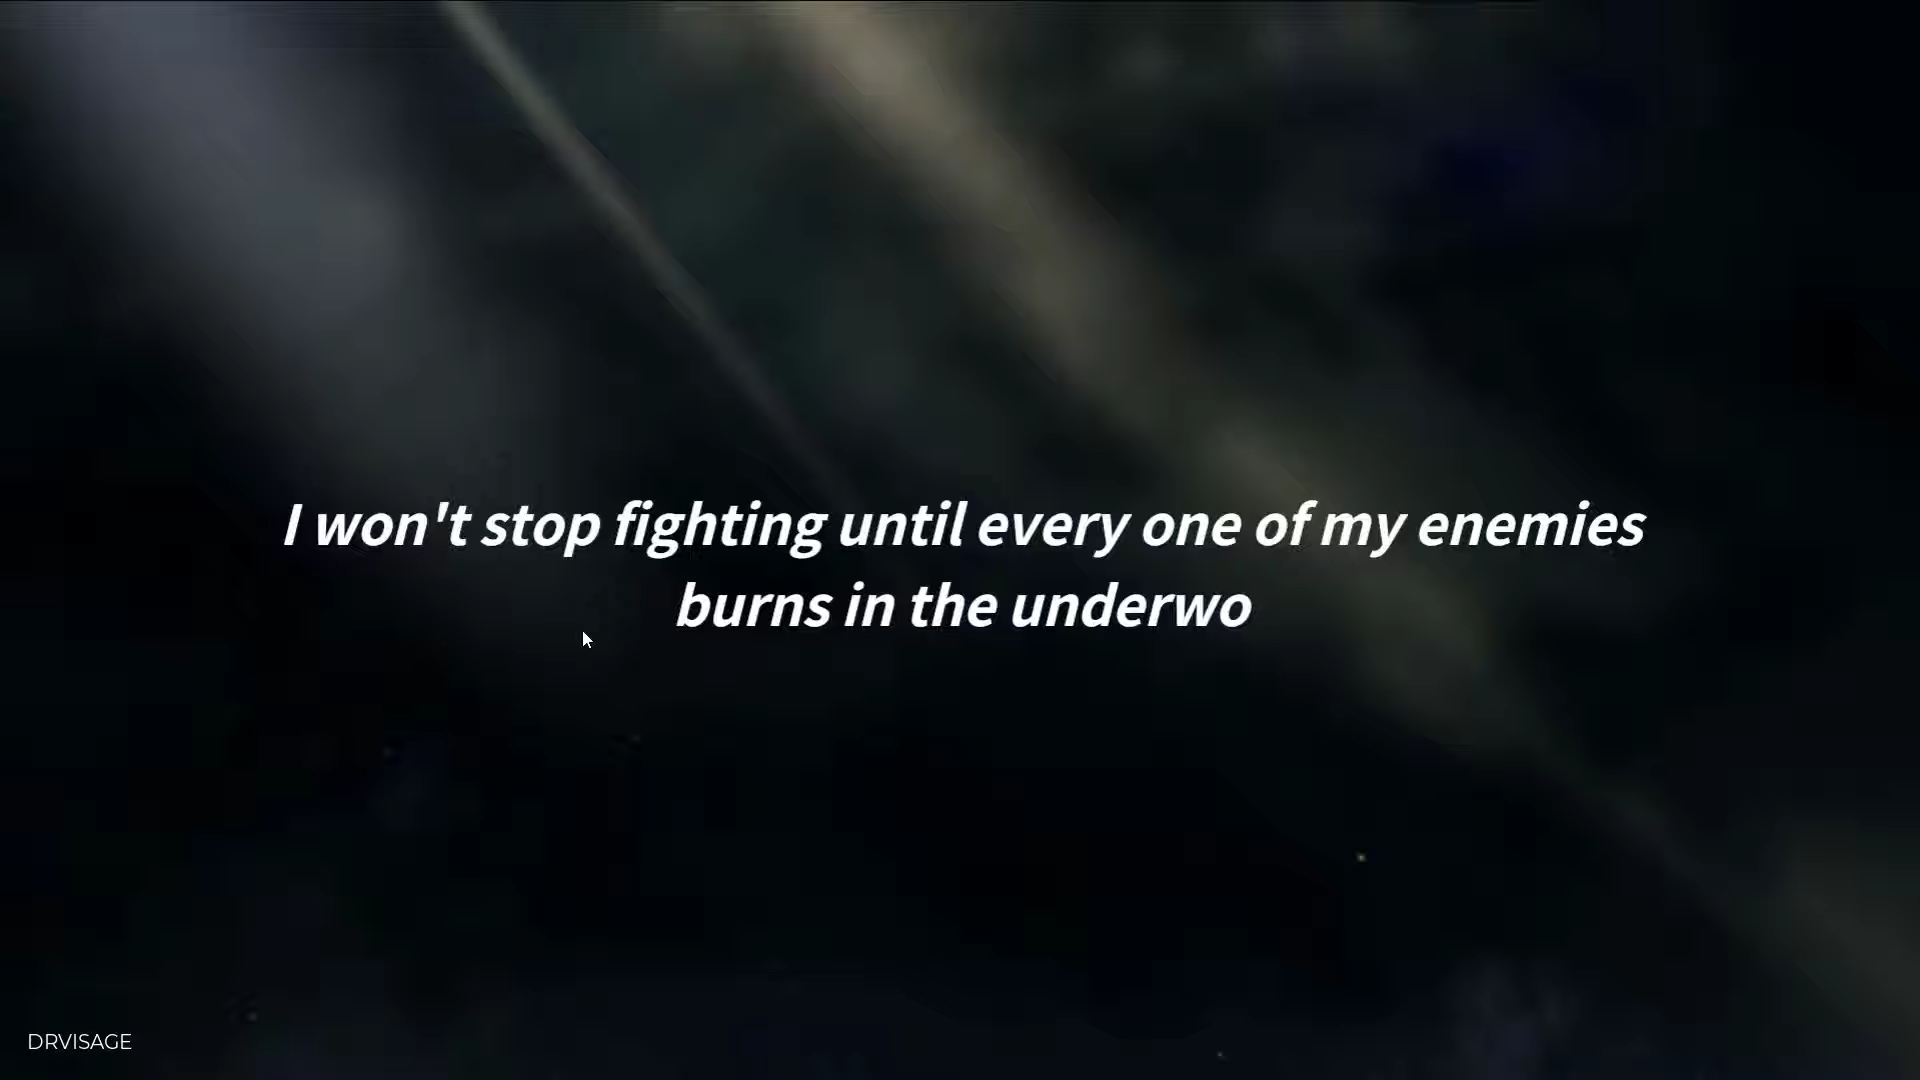 I won't stop fighting until every one of my enemies
burns in the underwo
DRVISAGE